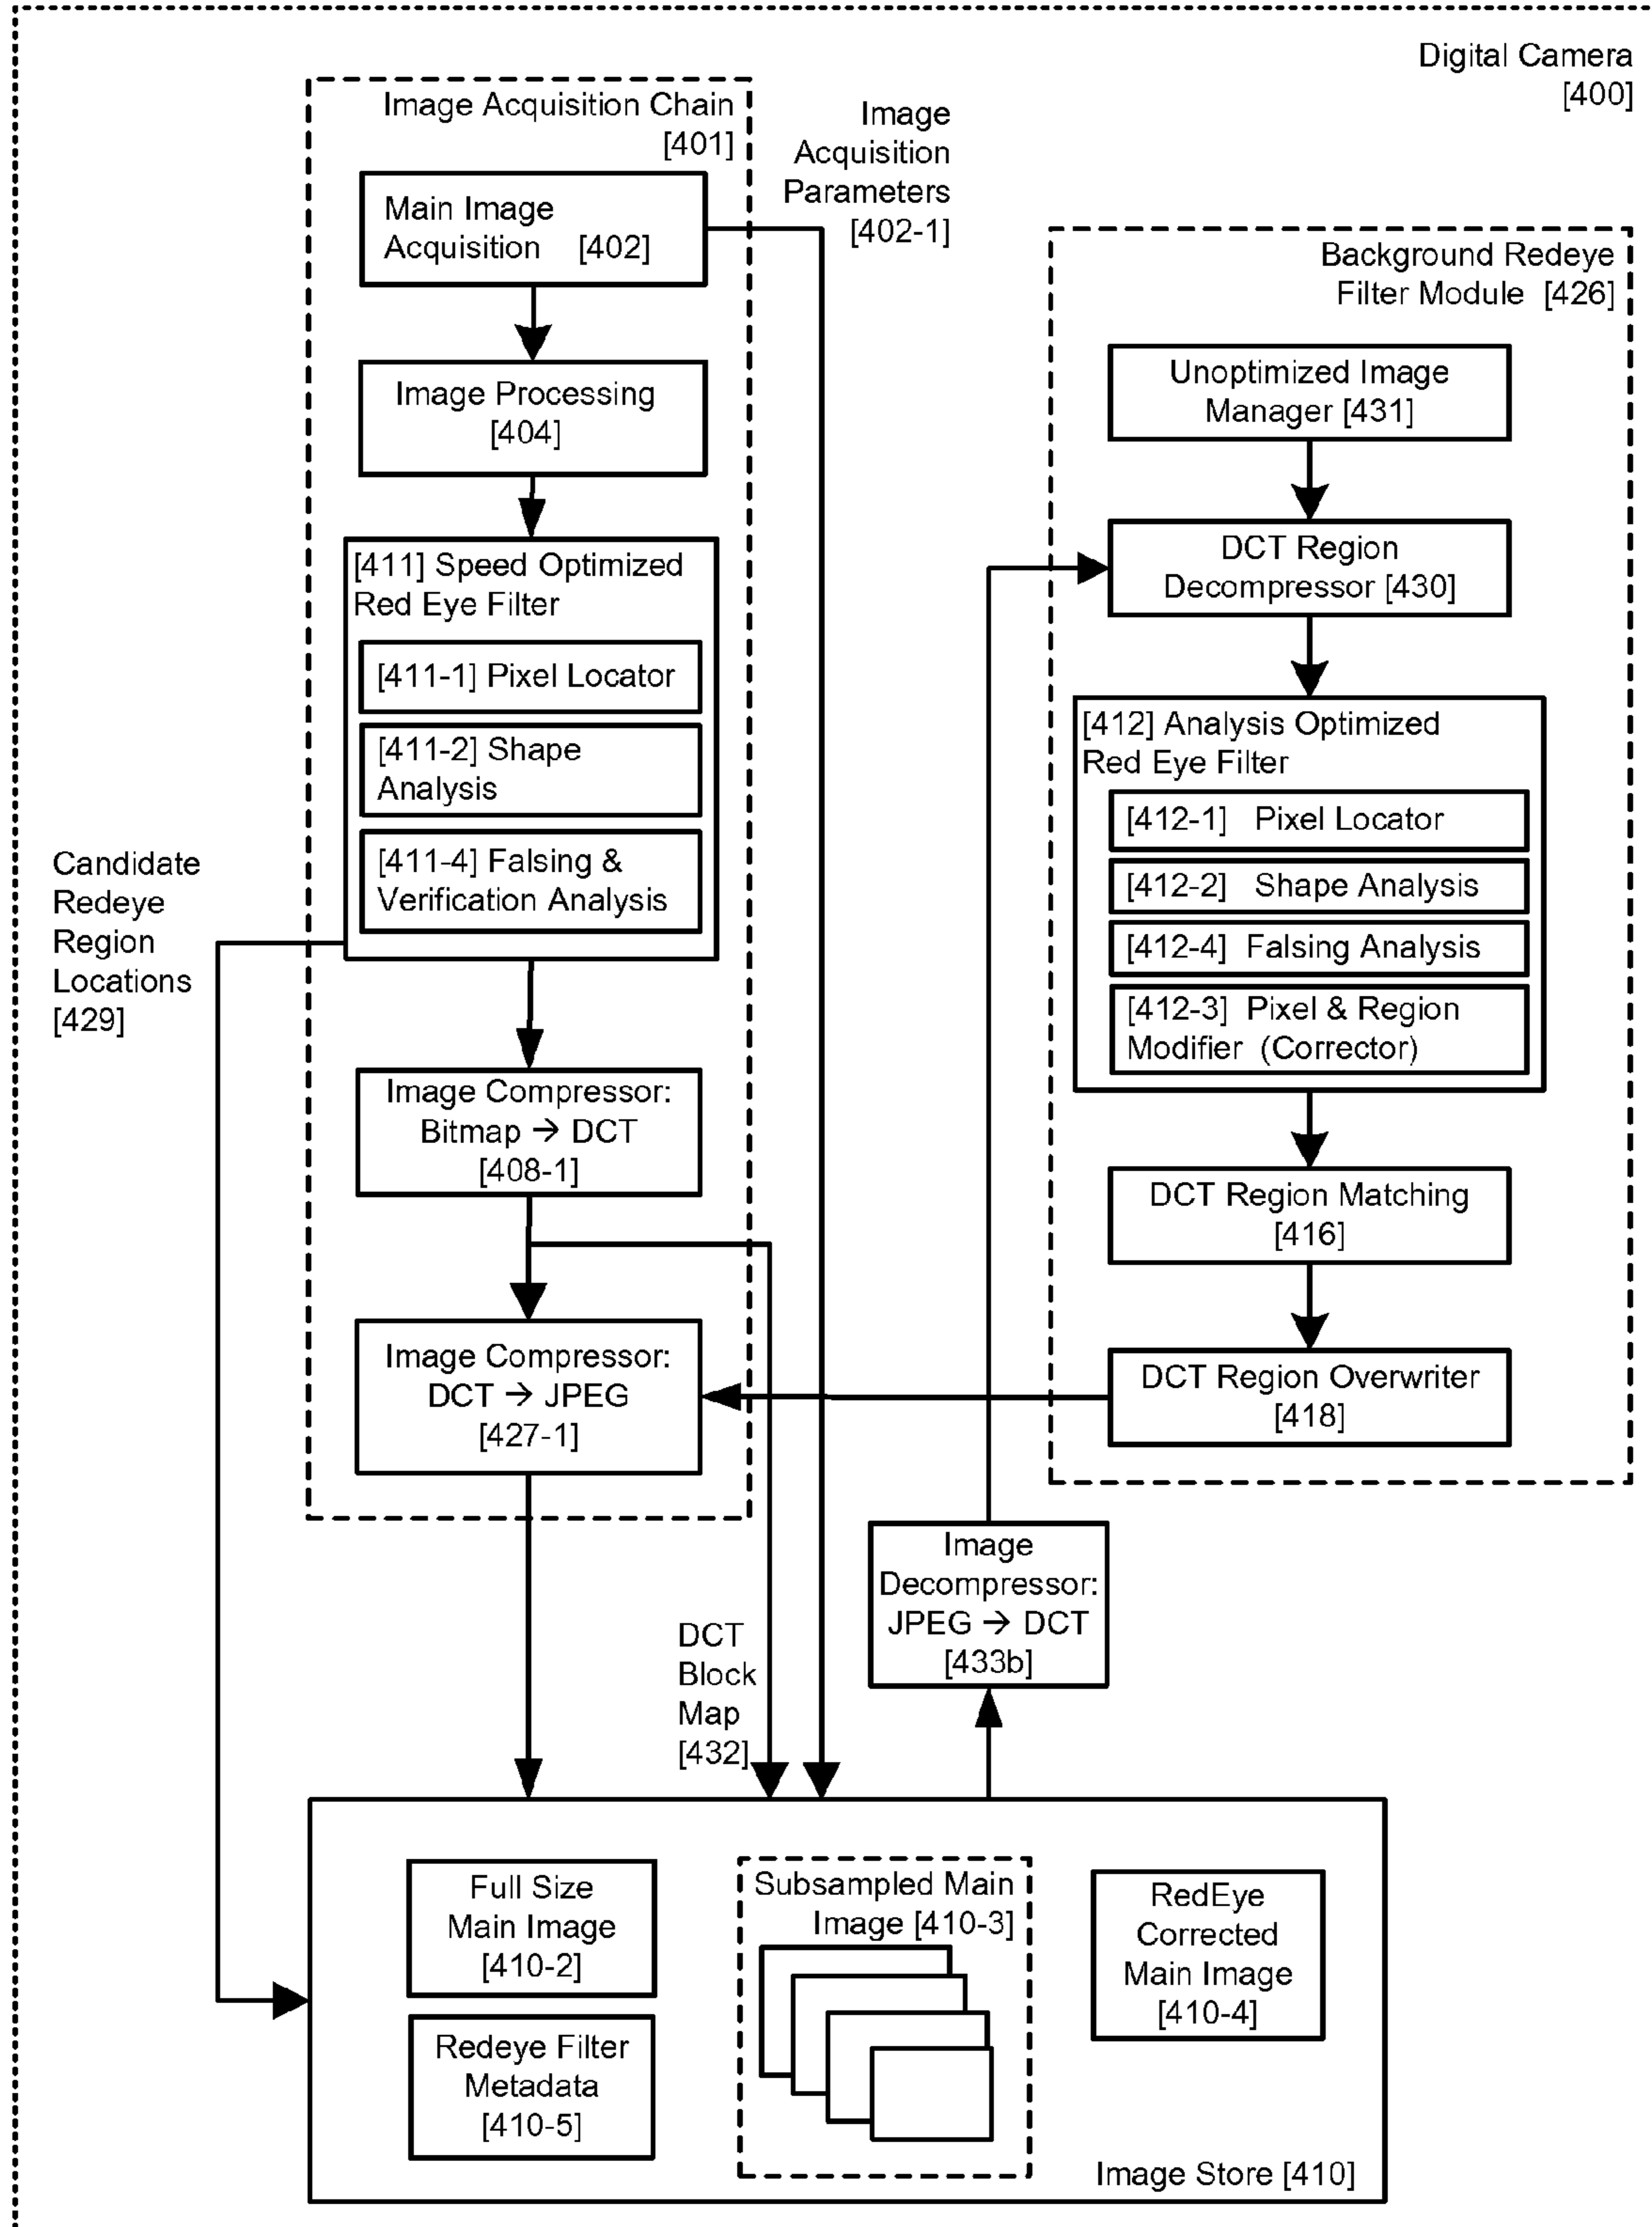 Digital Camera
[400]
Image Acquisition Chain
[401]
Main Image
Acquisition [402]
Image Processing
[404]
[411] Speed Optimized
Red Eye Filter
[411-1] Pixel Locator
[411-2] Shape
Analysis
[411-4] Falsing &
Verification Analysis
Image Compressor:
Bitmap → DCT
[408-1]
Image Compressor:
DCT → JPEG
[427-1]
Candidate
Redeye
Region
Locations
[429]
Image
Acquisition
Parameters
[402-1]
Background Redeye
Filter Module [426]
Unoptimized Image
Manager [431]
DCT Region
Decompressor [430]
[412] Analysis Optimized
Red Eye Filter
[412-1] Pixel Locator
[412-2] Shape Analysis
[412-4] Falsing Analysis
[412-3] Pixel & Region
Modifier (Corrector)
DCT Region Matching
[416]
DCT Region Overwriter
[418]
Image
Decompressor:
JPEG → DCT
[433b]
DCT
Block
Map
[432]
Full Size
Main Image
[410-2]
Redeye Filter
Metadata
[410-5]
Subsampled Main
Image [410-3]
RedEye
Corrected
Main Image
[410-4]
Image Store [410]